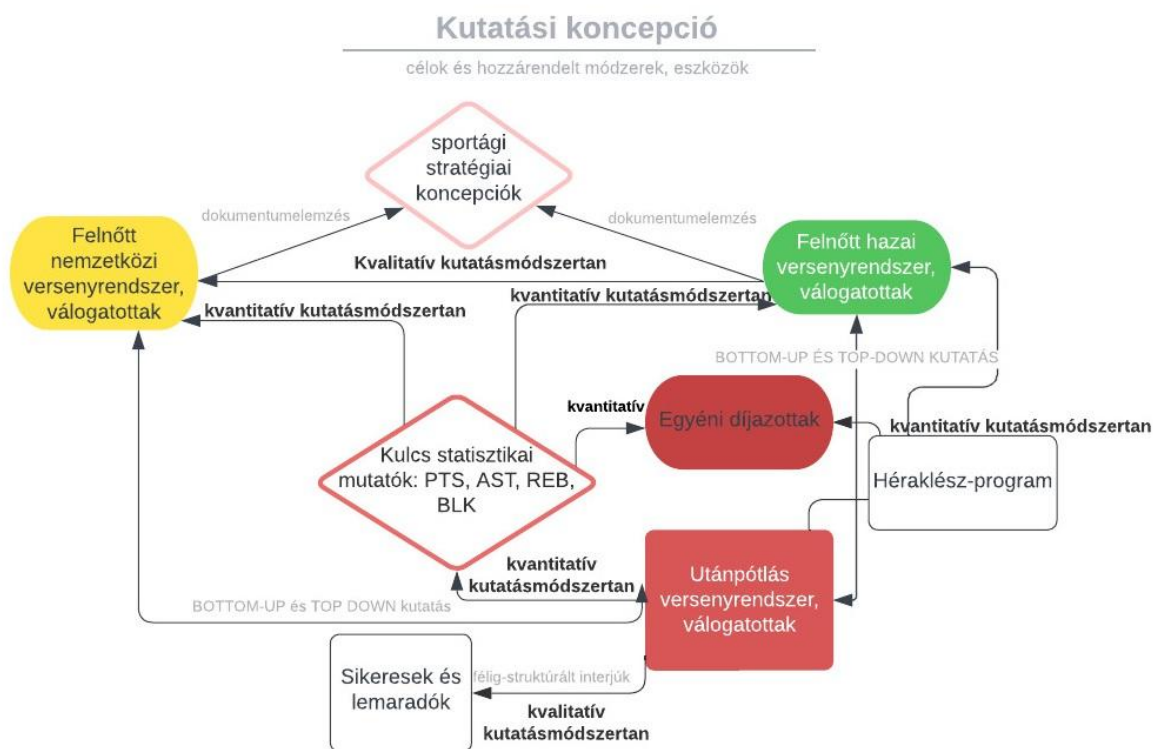 Kutatási koncepció
célok és hozzárendelt módzerek, eszközök
sportági
stratégiai
koncepciók
dokumentumelemzés
dokumentumelemzés
Felnőtt
nemzetközi
versenyrendszer,
válogatottak
Felnőtt hazai
versenyrendszer,
válogatottak
Kvalitatív kutatásmódszertan
kvantitatív kutatásmódszertan
kvantitatív kutatásmódszertan
BOTTOM-UP ÉS TOP-DOWN KUTATÁS
kvantitatív
Egyéni díjazottak
kvantitatív kutatásmódszertan
Kulcs statisztikai
mutatók: PTS, AST, REB,
BLK
Héraklész-program
kvantitatív
kutatásmódszertan
Utánpótlás
versenyrendszer,
válogatottak
BOTTOM-UP és TOP DOWN kutatás
Sikeresek és
lemaradók
félig-struktúrált interjúk
kvalitatív
kutatásmódszertan